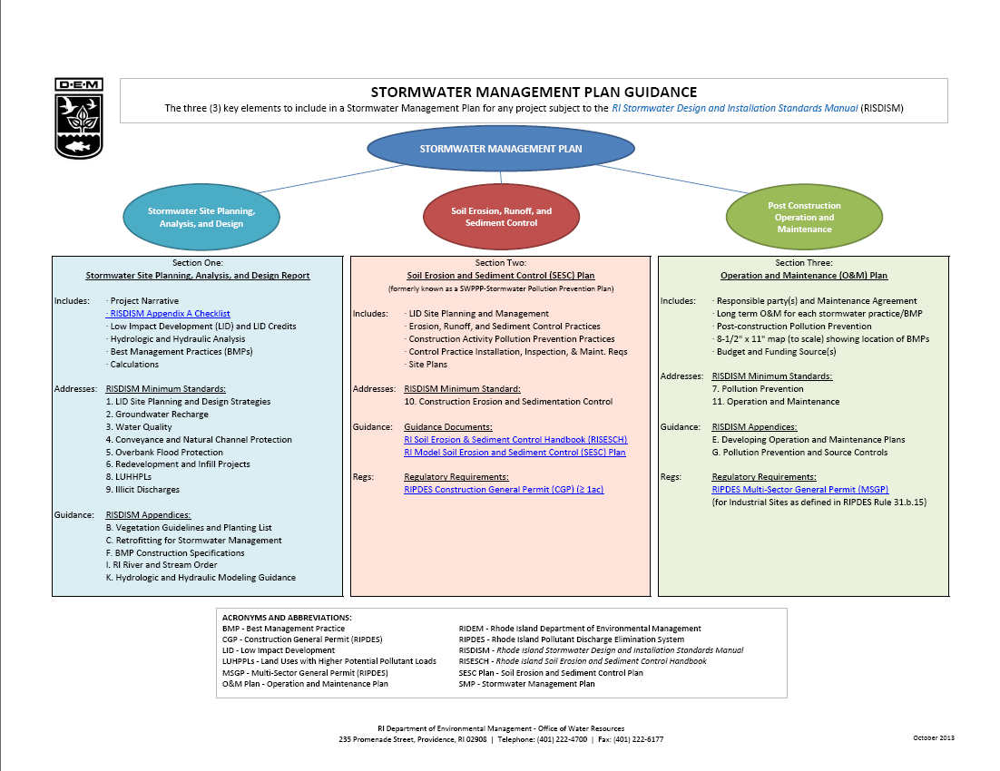 D·E·M
STORMWATER MANAGEMENT PLAN GUIDANCE
The three (3) key elements to include in a Stormwater Management Plan for any project subject to the RI Stormwater Design and Installation Standards Manual (RISDISM)
STORMWATER MANAGEMENT PLAN
Stormwater Site Planning,
Analysis, and Design
Soil Erosion, Runoff, and
Sediment Control
Post Construction
Operation and
Maintenance
Section One:
Stormwater Site Planning, Analysis, and Design Report
Includes: · Project Narrative
· RISDISM Appendix A Checklist
· Low Impact Development (LID) and LID Credits
· Hydrologic and Hydraulic Analysis
· Best Management Practices (BMPs)
· Calculations
Addresses: RISDISM Minimum Standards:
1. LID Site Planning and Design Strategies
2. Groundwater Recharge
3. Water Quality
4. Conveyance and Natural Channel Protection
5. Overbank Flood Protection
6. Redevelopment and Infill Projects
8. LUHHPLs
9. Illicit Discharges
Guidance: RISDISM Appendices:
B. Vegetation Guidelines and Planting List
C. Retrofitting for Stormwater Management
F. BMP Construction Specifications
I. RI River and Stream Order
K. Hydrologic and Hydraulic Modeling Guidance
Section Two:
Soil Erosion and Sediment Control (SESC) Plan
(formerly known as a SWPPP-Stormwater Pollution Prevention Plan)
Includes: · LID Site Planning and Management
· Erosion, Runoff, and Sediment Control Practices
· Construction Activity Pollution Prevention Practices
· Control Practice Installation, Inspection, & Maint. Reqs
· Site Plans
Addresses: RISDISM Minimum Standard:
10. Construction Erosion and Sedimentation Control
Guidance: Guidance Documents:
RI Soil Erosion & Sediment Control Handbook (RISESCH)
RI Model Soil Erosion and Sediment Control (SESC) Plan
Regs: Regulatory Requirements:
RIPDES Construction General Permit (CGP) (≥ 1ac)
Section Three:
Operation and Maintenance (O&M) Plan
Includes: · Responsible party(s) and Maintenance Agreement
· Long term O&M for each stormwater practice/BMP
· Post-construction Pollution Prevention
· 8-1/2" x 11" map (to scale) showing location of BMPs
· Budget and Funding Source(s)
Addresses: RISDISM Minimum Standards:
7. Pollution Prevention
11. Operation and Maintenance
Guidance: RISDISM Appendices:
E. Developing Operation and Maintenance Plans
G. Pollution Prevention and Source Controls
Regs: Regulatory Requirements:
RIPDES Multi-Sector General Permit (MSGP)
(for Industrial Sites as defined in RIPDES Rule 31.b.15)
ACRONYMS AND ABBREVIATIONS:
BMP - Best Management Practice
CGP - Construction General Permit (RIPDES)
LID - Low Impact Development
LUHPPLs - Land Uses with Higher Potential Pollutant Loads
MSGP - Multi-Sector General Permit (RIPDES)
O&M Plan - Operation and Maintenance Plan
RIDEM - Rhode Island Department of Environmental Management
RIPDES - Rhode Island Pollutant Discharge Elimination System
RISDISM - Rhode Island Stormwater Design and Installation Standards Manual
RISESCH - Rhode Island Soil Erosion and Sediment Control Handbook
SESC Plan - Soil Erosion and Sediment Control Plan
SMP - Stormwater Management Plan
RI Department of Environmental Management - Office of Water Resources
235 Promenade Street, Providence, RI 02908 | Telephone: (401) 222-4700 | Fax: (401) 222-6177
October 2013